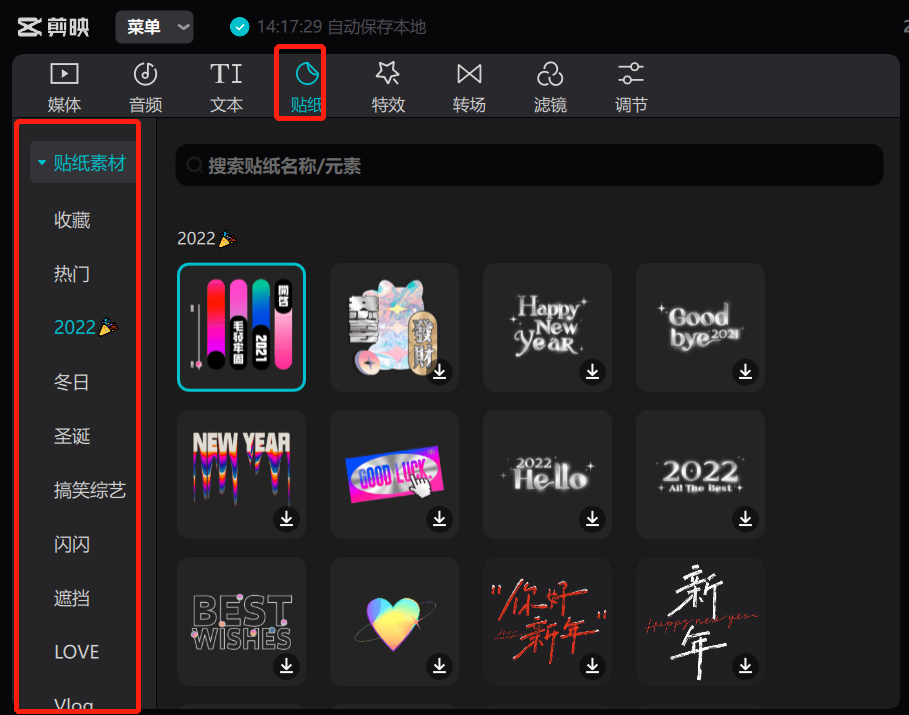 剪映
菜单
14:17:29 自动保存本地
媒体 音频 文本 贴纸 特效 转场 滤镜 调节
贴纸素材
收藏
热门
2022
冬日
圣诞
搞笑综艺
闪闪
遮挡
LOVE
Vlog
搜索贴纸名称/元素
2022
2021
發財
Happy
New
Year
Good
bye 2021
NEW YEAR
GOOD LUCK
2022
Hello
2022
All The Best
BEST
WISHES
"你好
新年"
新
Happy new year
年